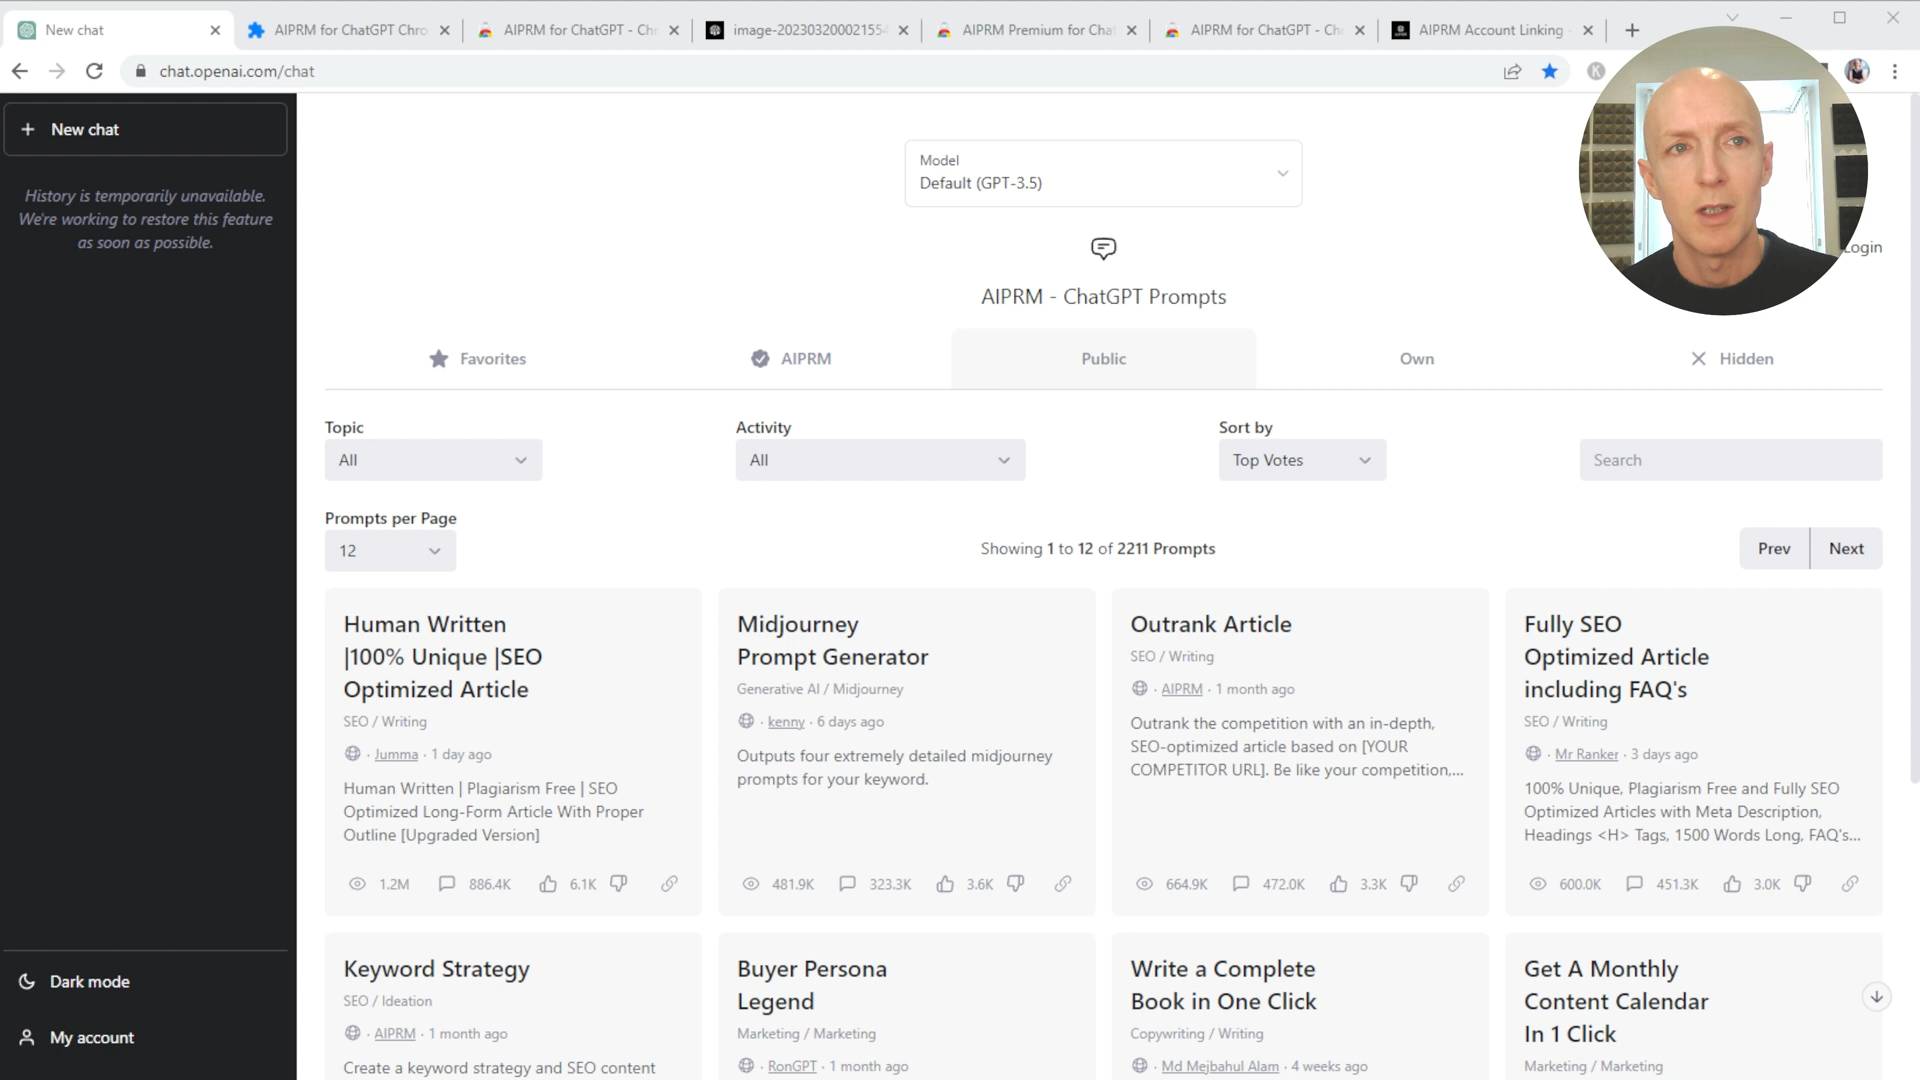 New chat
AIPRM for ChatGPT Chro
AIPRM for ChatGPT - Ch
image-202303200021554
AIPRM Premium for Chat
AIPRM for ChatGPT - Ch
AIPRM Account Linking -
chat.openai.com/chat
K
New chat
History is temporarily unavailable.
We're working to restore this feature
as soon as possible.
Model
Default (GPT-3.5)
Login
AIPRM - ChatGPT Prompts
Favorites
AIPRM
Public
Own
Hidden
Topic
All
Activity
All
Sort by
Top Votes
Search
Prompts per Page
12
Showing 1 to 12 of 2211 Prompts
Prev
Next
Human Written
|100% Unique |SEO
Optimized Article
SEO / Writing
· Jumma · 1 day ago
Human Written | Plagiarism Free | SEO
Optimized Long-Form Article With Proper
Outline [Upgraded Version]
1.2M 886.4K 6.1K
Midjourney
Prompt Generator
Generative AI / Midjourney
· kenny · 6 days ago
Outputs four extremely detailed midjourney
prompts for your keyword.
481.9K 323.3K 3.6K
Outrank Article
SEO / Writing
· AIPRM · 1 month ago
Outrank the competition with an in-depth,
SEO-optimized article based on [YOUR
COMPETITOR URL]. Be like your competition,...
664.9K 472.0K 3.3K
Fully SEO
Optimized Article
including FAQ's
SEO / Writing
· Mr Ranker · 3 days ago
100% Unique, Plagiarism Free and Fully SEO
Optimized Articles with Meta Description,
Headings <H> Tags, 1500 Words Long, FAQ's...
600.0K 451.3K 3.0K
Keyword Strategy
SEO / Ideation
· AIPRM · 1 month ago
Create a keyword strategy and SEO content
Buyer Persona
Legend
Marketing / Marketing
· RonGPT · 1 month ago
Write a Complete
Book in One Click
Copywriting / Writing
· Md Mejbahul Alam · 4 weeks ago
Get A Monthly
Content Calendar
In 1 Click
Marketing / Marketing
Dark mode
My account